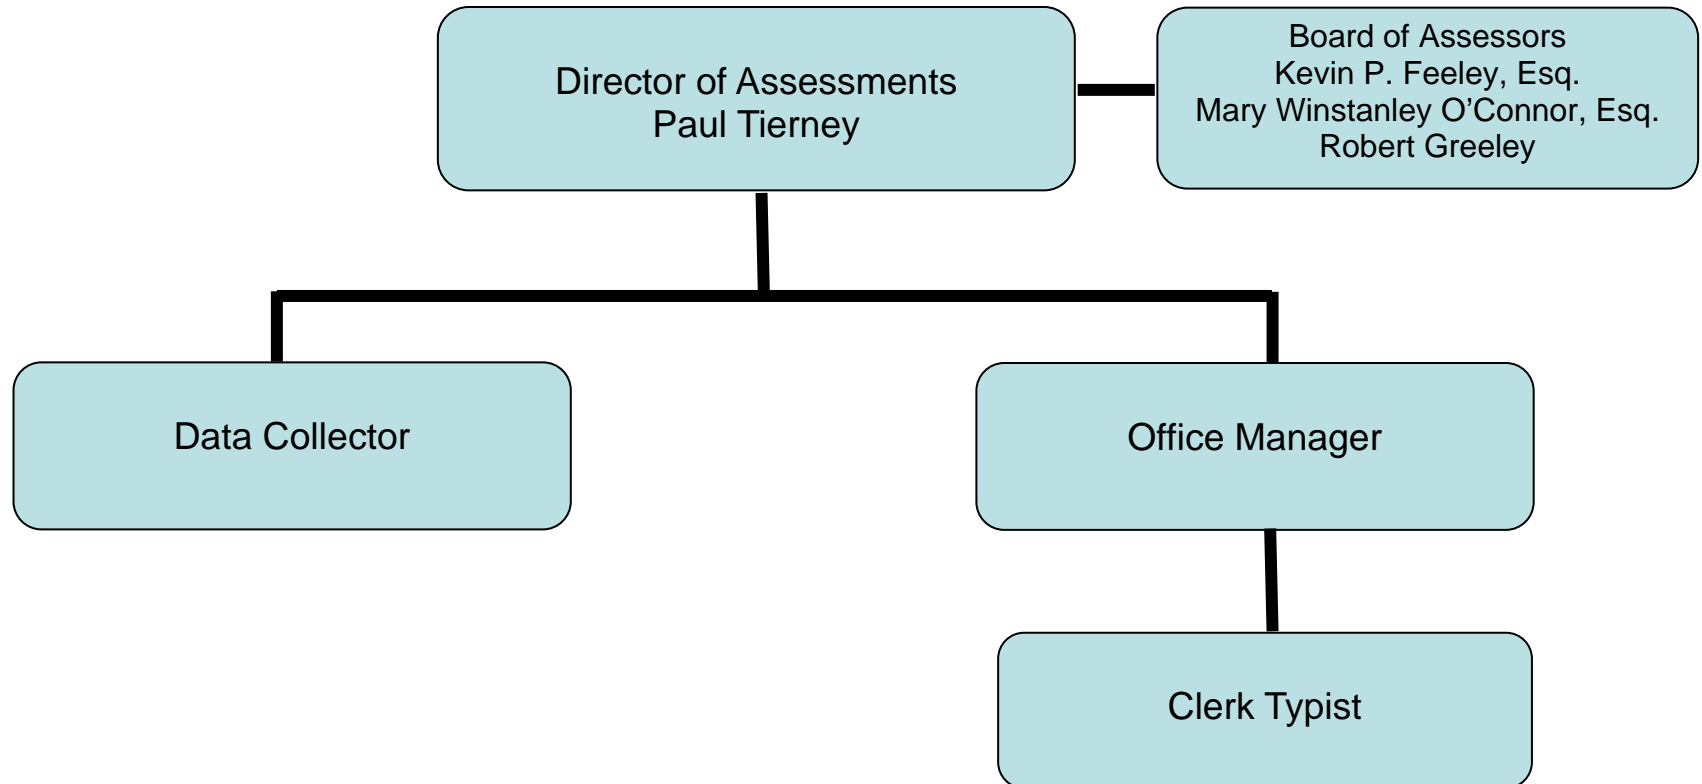 Director of Assessments
Paul Tierney
Board of Assessors
Kevin P. Feeley, Esq.
Mary Winstanley O’Connor, Esq.
Robert Greeley
Data Collector
Office Manager
Clerk Typist